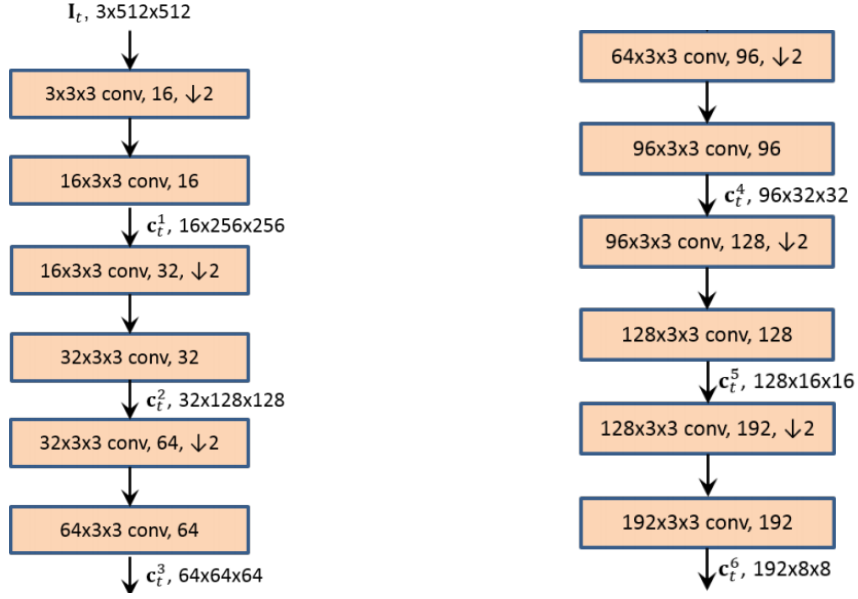 I_t, 3x512x512
3x3x3 conv, 16, ↓2
16x3x3 conv, 16
c_t^1, 16x256x256
16x3x3 conv, 32, ↓2
32x3x3 conv, 32
c_t^2, 32x128x128
32x3x3 conv, 64, ↓2
64x3x3 conv, 64
c_t^3, 64x64x64
64x3x3 conv, 96, ↓2
96x3x3 conv, 96
c_t^4, 96x32x32
96x3x3 conv, 128, ↓2
128x3x3 conv, 128
c_t^5, 128x16x16
128x3x3 conv, 192, ↓2
192x3x3 conv, 192
c_t^6, 192x8x8